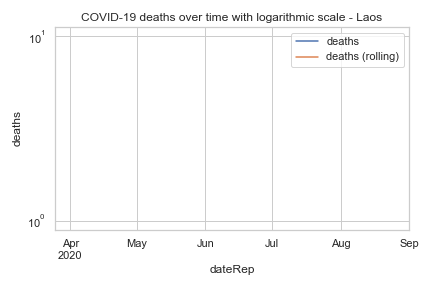 COVID-19 deaths over time with logarithmic scale - Laos
deaths
deaths (rolling)
10¹
10⁰
deaths
Apr May Jun Jul Aug Sep
2020
dateRep